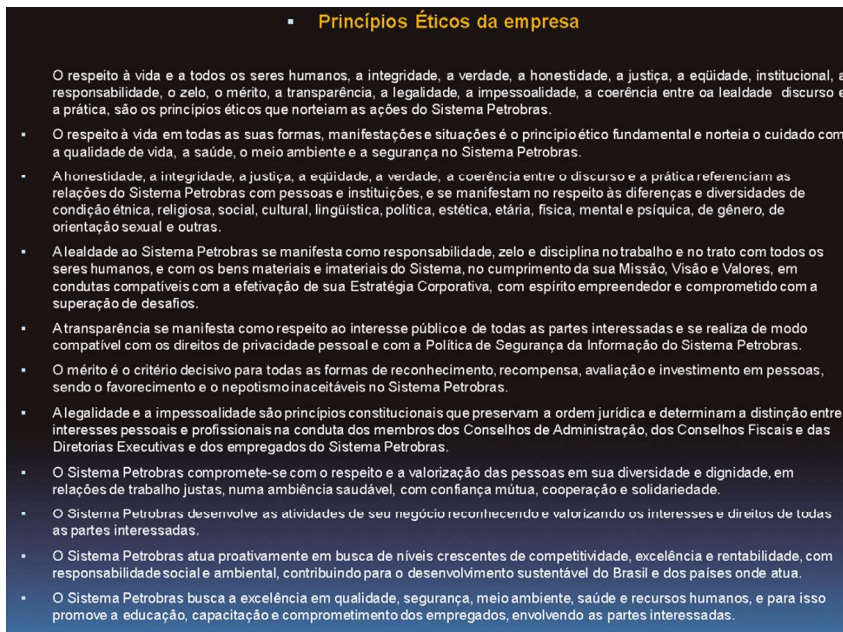 ▪ Princípios Éticos da empresa
O respeito à vida e a todos os seres humanos, a integridade, a verdade, a honestidade, a justiça, a eqüidade, institucional, a
responsabilidade, o zelo, o mérito, a transparência, a legalidade, a impessoalidade, a coerência entre oa lealdade discurso e
a prática, são os princípios éticos que norteiam as ações do Sistema Petrobras.
▪ O respeito à vida em todas as suas formas, manifestações e situações é o principio ético fundamental e norteia o cuidado com
a qualidade de vida, a saúde, o meio ambiente e a segurança no Sistema Petrobras.
▪ A honestidade, a integridade, a justiça, a eqüidade, a verdade, a coerência entre o discurso e a prática referenciam as
relações do Sistema Petrobras com pessoas e instituições, e se manifestam no respeito às diferenças e diversidades de
condição étnica, religiosa, social, cultural, lingüística, política, estética, etária, física, mental e psíquica, de gênero, de
orientação sexual e outras.
▪ A lealdade ao Sistema Petrobras se manifesta como responsabilidade, zelo e disciplina no trabalho e no trato com todos os
seres humanos, e com os bens materiais e imateriais do Sistema, no cumprimento da sua Missão, Visão e Valores, em
condutas compatíveis com a efetivação de sua Estratégia Corporativa, com espírito empreendedor e comprometido com a
superação de desafios.
▪ A transparência se manifesta como respeito ao interesse público e de todas as partes interessadas e se realiza de modo
compatível com os direitos de privacidade pessoal e com a Política de Segurança da Informação do Sistema Petrobras.
▪ O mérito é o critério decisivo para todas as formas de reconhecimento, recompensa, avaliação e investimento em pessoas,
sendo o favorecimento e o nepotismo inaceitáveis no Sistema Petrobras.
▪ A legalidade e a impessoalidade são princípios constitucionais que preservam a ordem jurídica e determinam a distinção entre
interesses pessoais e profissionais na conduta dos membros dos Conselhos de Administração, dos Conselhos Fiscais e das
Diretorias Executivas e dos empregados do Sistema Petrobras.
▪ O Sistema Petrobras compromete-se com o respeito e a valorização das pessoas em sua diversidade e dignidade, em
relações de trabalho justas, numa ambiência saudável, com confiança mútua, cooperação e solidariedade.
▪ O Sistema Petrobras desenvolve as atividades de seu negócio reconhecendo e valorizando os interesses e direitos de todas
as partes interessadas.
▪ O Sistema Petrobras atua proativamente em busca de níveis crescentes de competitividade, excelência e rentabilidade, com
responsabilidade social e ambiental, contribuindo para o desenvolvimento sustentável do Brasil e dos países onde atua.
▪ O Sistema Petrobras busca a excelência em qualidade, segurança, meio ambiente, saúde e recursos humanos, e para isso
promove a educação, capacitação e comprometimento dos empregados, envolvendo as partes interessadas.